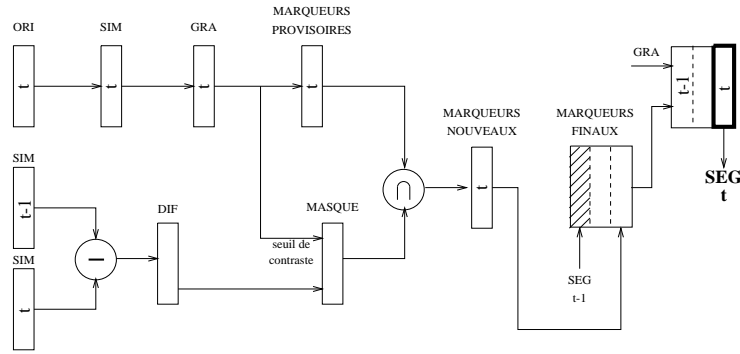 MARQUEURS
PROVISOIRES
ORI
SIM
GRA
t
t
t
t
GRA
t-1
t
SEG
t
MARQUEURS
NOUVEAUX
t
MARQUEURS
FINAUX
SIM
t-1
SIM
t
DIF
MASQUE
seuil de
contraste
SEG
t-1